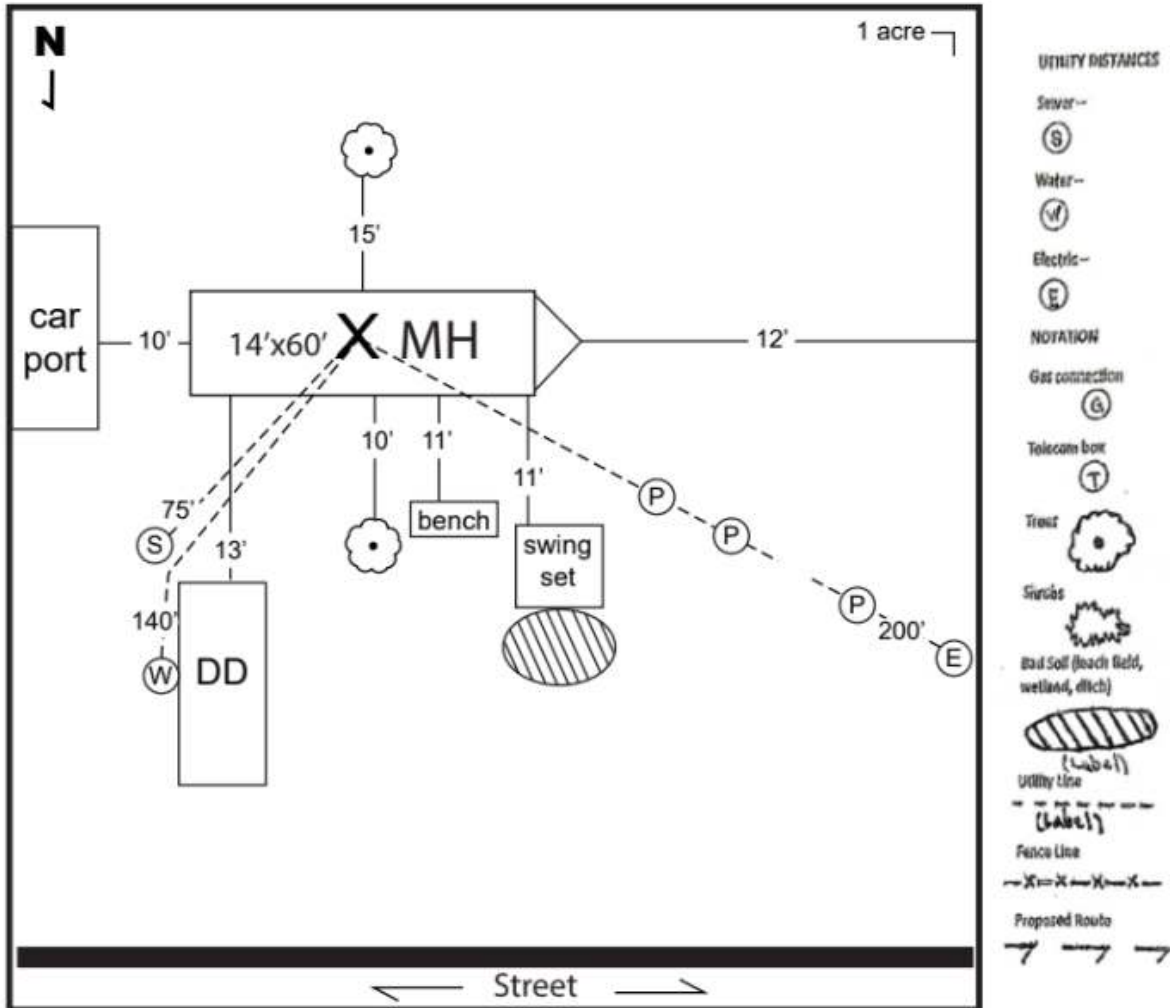 N
1 acre
15'
car
port
10'
14'x60'
X
MH
12'
10'
11'
11'
75'
S
13'
bench
swing
set
P
P
P
200'
E
140'
W
DD
Street
UTILITY DISTANCES
Sewer--
S
Water--
W
Electric--
E
NOTATION
Gas connection
G
Telecom box
T
Trees
Shrubs
Bad Soil (leach field,
wetland, ditch)
(Label)
Utility Line
(Label)
Fence Line
Proposed Route